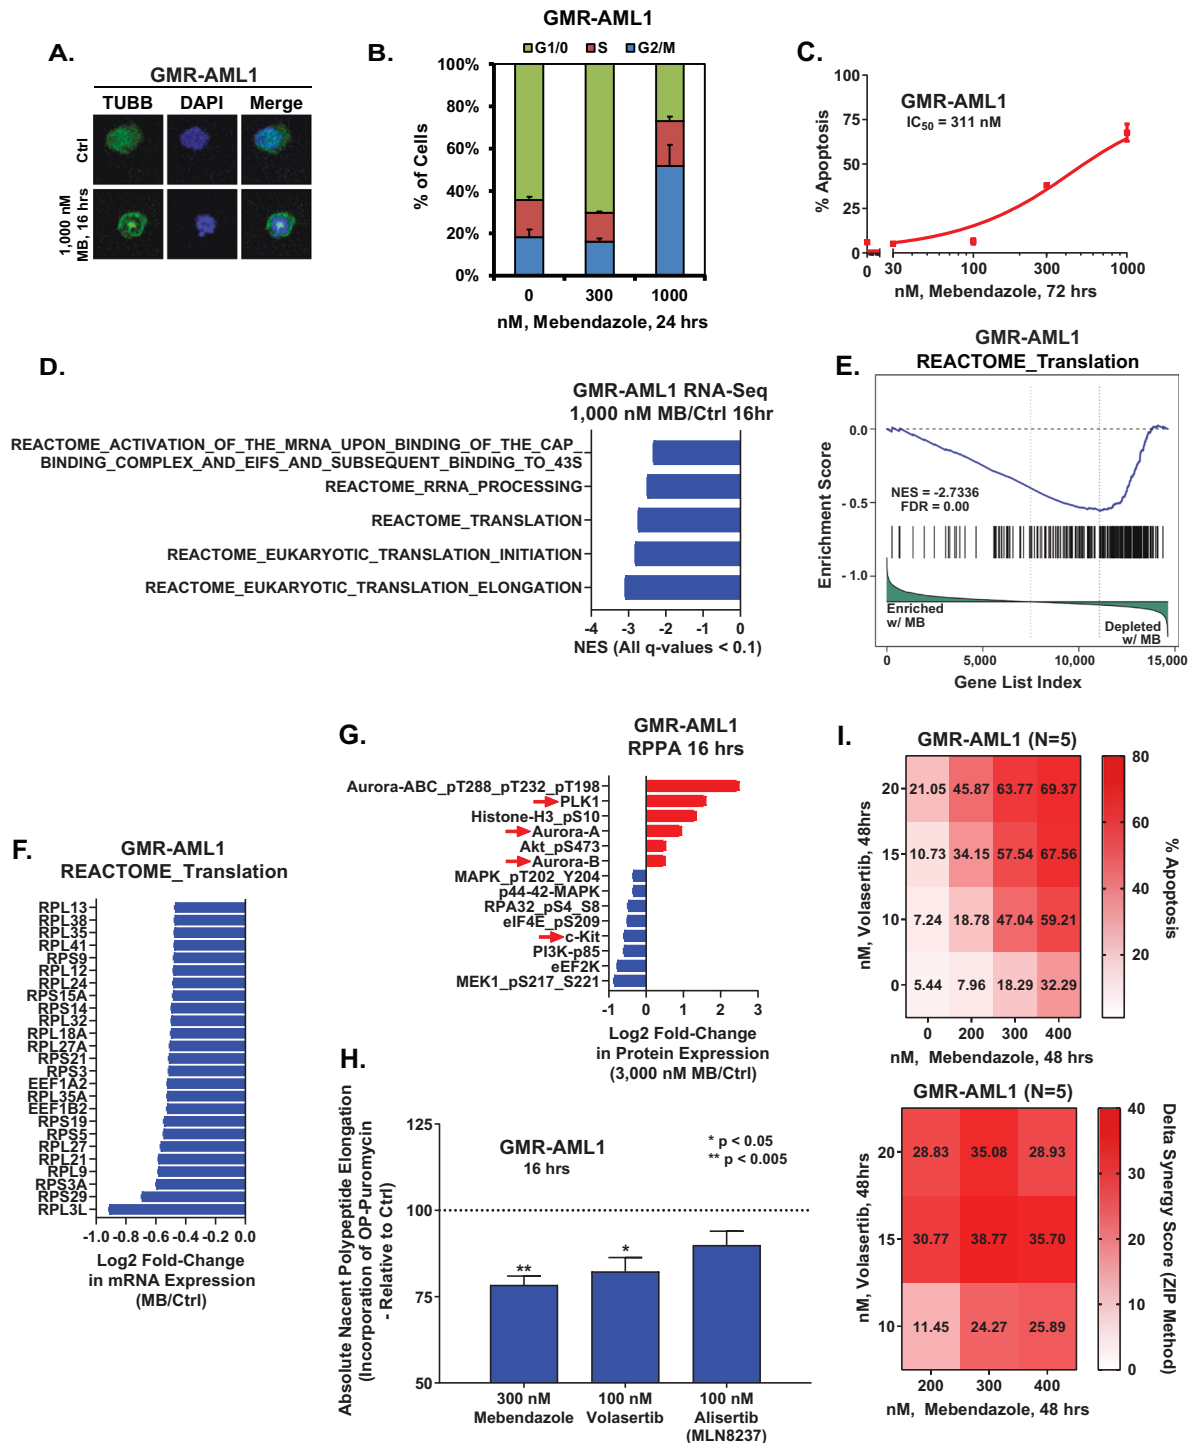 A.
GMR-AML1
TUBB DAPI Merge
Ctrl
1,000 nM
MB, 16 hrs
B.
GMR-AML1
G1/0 S G2/M
% of Cells
100%
80%
60%
40%
20%
0%
0 300 1000
nM, Mebendazole, 24 hrs
C.
GMR-AML1
IC50 = 311 nM
% Apoptosis
100
75
50
25
0
0 30 100 300 1000
nM, Mebendazole, 72 hrs
D.
GMR-AML1 RNA-Seq
1,000 nM MB/Ctrl 16hr
REACTOME_ACTIVATION_OF_THE_MRNA_UPON_BINDING_OF_THE_CAP_
BINDING_COMPLEX_AND_EIFS_AND_SUBSEQUENT_BINDING_TO_43S
REACTOME_RRNA_PROCESSING
REACTOME_TRANSLATION
REACTOME_EUKARYOTIC_TRANSLATION_INITIATION
REACTOME_EUKARYOTIC_TRANSLATION_ELONGATION
-4 -3 -2 -1 0
NES (All q-values < 0.1)
E.
GMR-AML1
REACTOME_Translation
Enrichment Score
0.0
- 0.5
- 1.0
NES = -2.7336
FDR = 0.00
Enriched
w/ MB
Depleted
w/ MB
0 5,000 10,000 15,000
Gene List Index
F.
GMR-AML1
REACTOME_Translation
RPL13
RPL38
RPL35
RPL41
RPS9
RPL12
RPL24
RPS15A
RPS14
RPL32
RPL18A
RPL27A
RPS21
RPS3
EEF1A2
RPL35A
EEF1B2
RPS19
RPS5
RPL27
RPL21
RPL9
RPS3A
RPS29
RPL3L
-1.0 -0.8 -0.6 -0.4 -0.2 0.0
Log2 Fold-Change
in mRNA Expression
(MB/Ctrl)
G.
GMR-AML1
RPPA 16 hrs
Aurora-ABC_pT288_pT232_pT198
PLK1
Histone-H3_pS10
Aurora-A
Akt_pS473
Aurora-B
MAPK_pT202_Y204
p44-42-MAPK
RPA32_pS4_S8
eIF4E_pS209
c-Kit
PI3K-p85
eEF2K
MEK1_pS217_S221
-1 0 1 2 3
Log2 Fold-Change
in Protein Expression
(3,000 nM MB/Ctrl)
H.
Absolute Nacent Polypeptide Elongation
(Incorporation of OP-Puromycin
- Relative to Ctrl)
125
100
75
50
GMR-AML1
16 hrs
* p < 0.05
** p < 0.005
** *
300 nM
Mebendazole
100 nM
Volasertib
100 nM
Alisertib
(MLN8237)
I.
GMR-AML1 (N=5)
nM, Volasertib, 48hrs
20 21.05 45.87 63.77 69.37
15 10.73 34.15 57.54 67.56
10 7.24 18.78 47.04 59.21
0 5.44 7.96 18.29 32.29
0 200 300 400
nM, Mebendazole, 48 hrs
80
60
40
20
% Apoptosis
GMR-AML1 (N=5)
nM, Volasertib, 48hrs
20 28.83 35.08 28.93
15 30.77 38.77 35.70
10 11.45 24.27 25.89
200 300 400
nM, Mebendazole, 48 hrs
40
30
20
10
0
Delta Synergy Score (ZIP Method)